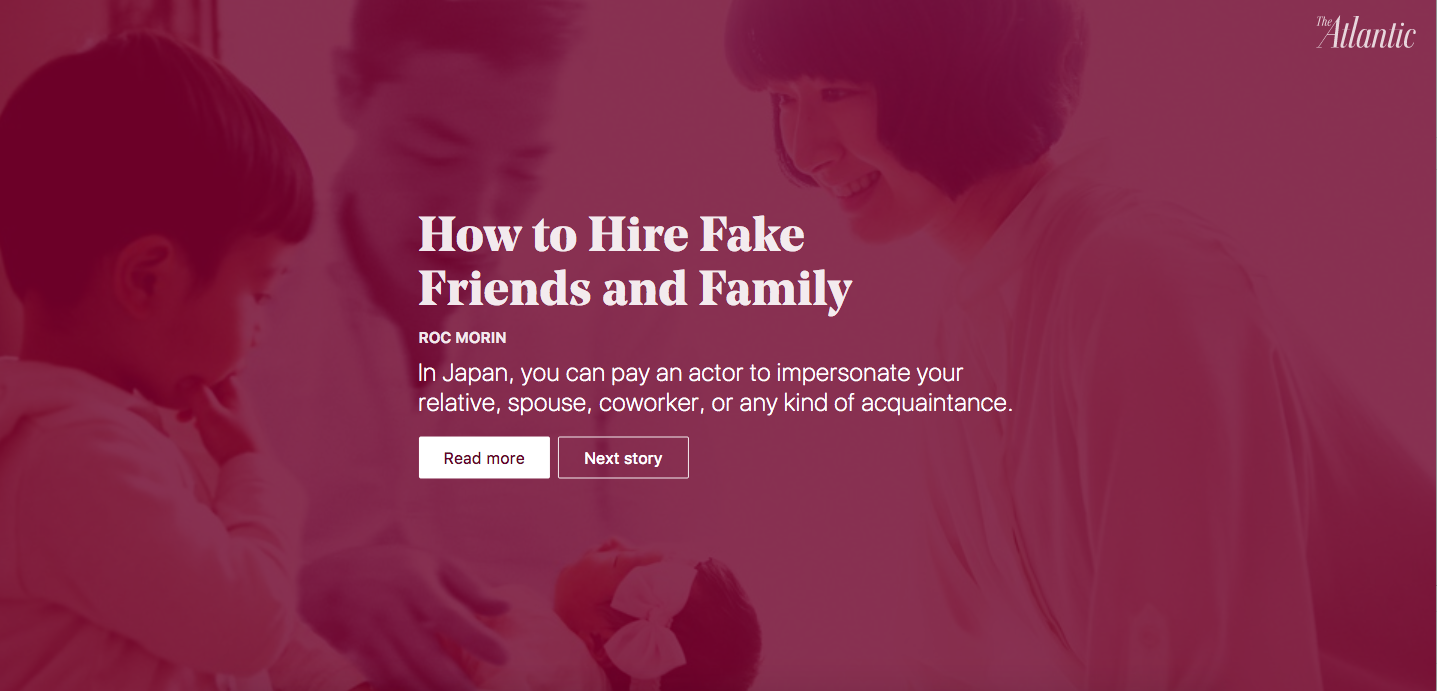 The Atlantic
How to Hire Fake
Friends and Family
ROC MORIN
In Japan, you can pay an actor to impersonate your
relative, spouse, coworker, or any kind of acquaintance.
Read more
Next story